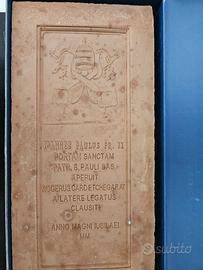 IOANNES PAULUS PP. II
PORTAM SANCTAM
PATR. S. PAULI BAS.
APERUIT
ROGERUS CARD ETCHEGARAY
A LATERE LEGATUS
CLAUSIT
ANNO MAGNI IUBILAEI
MM
subito